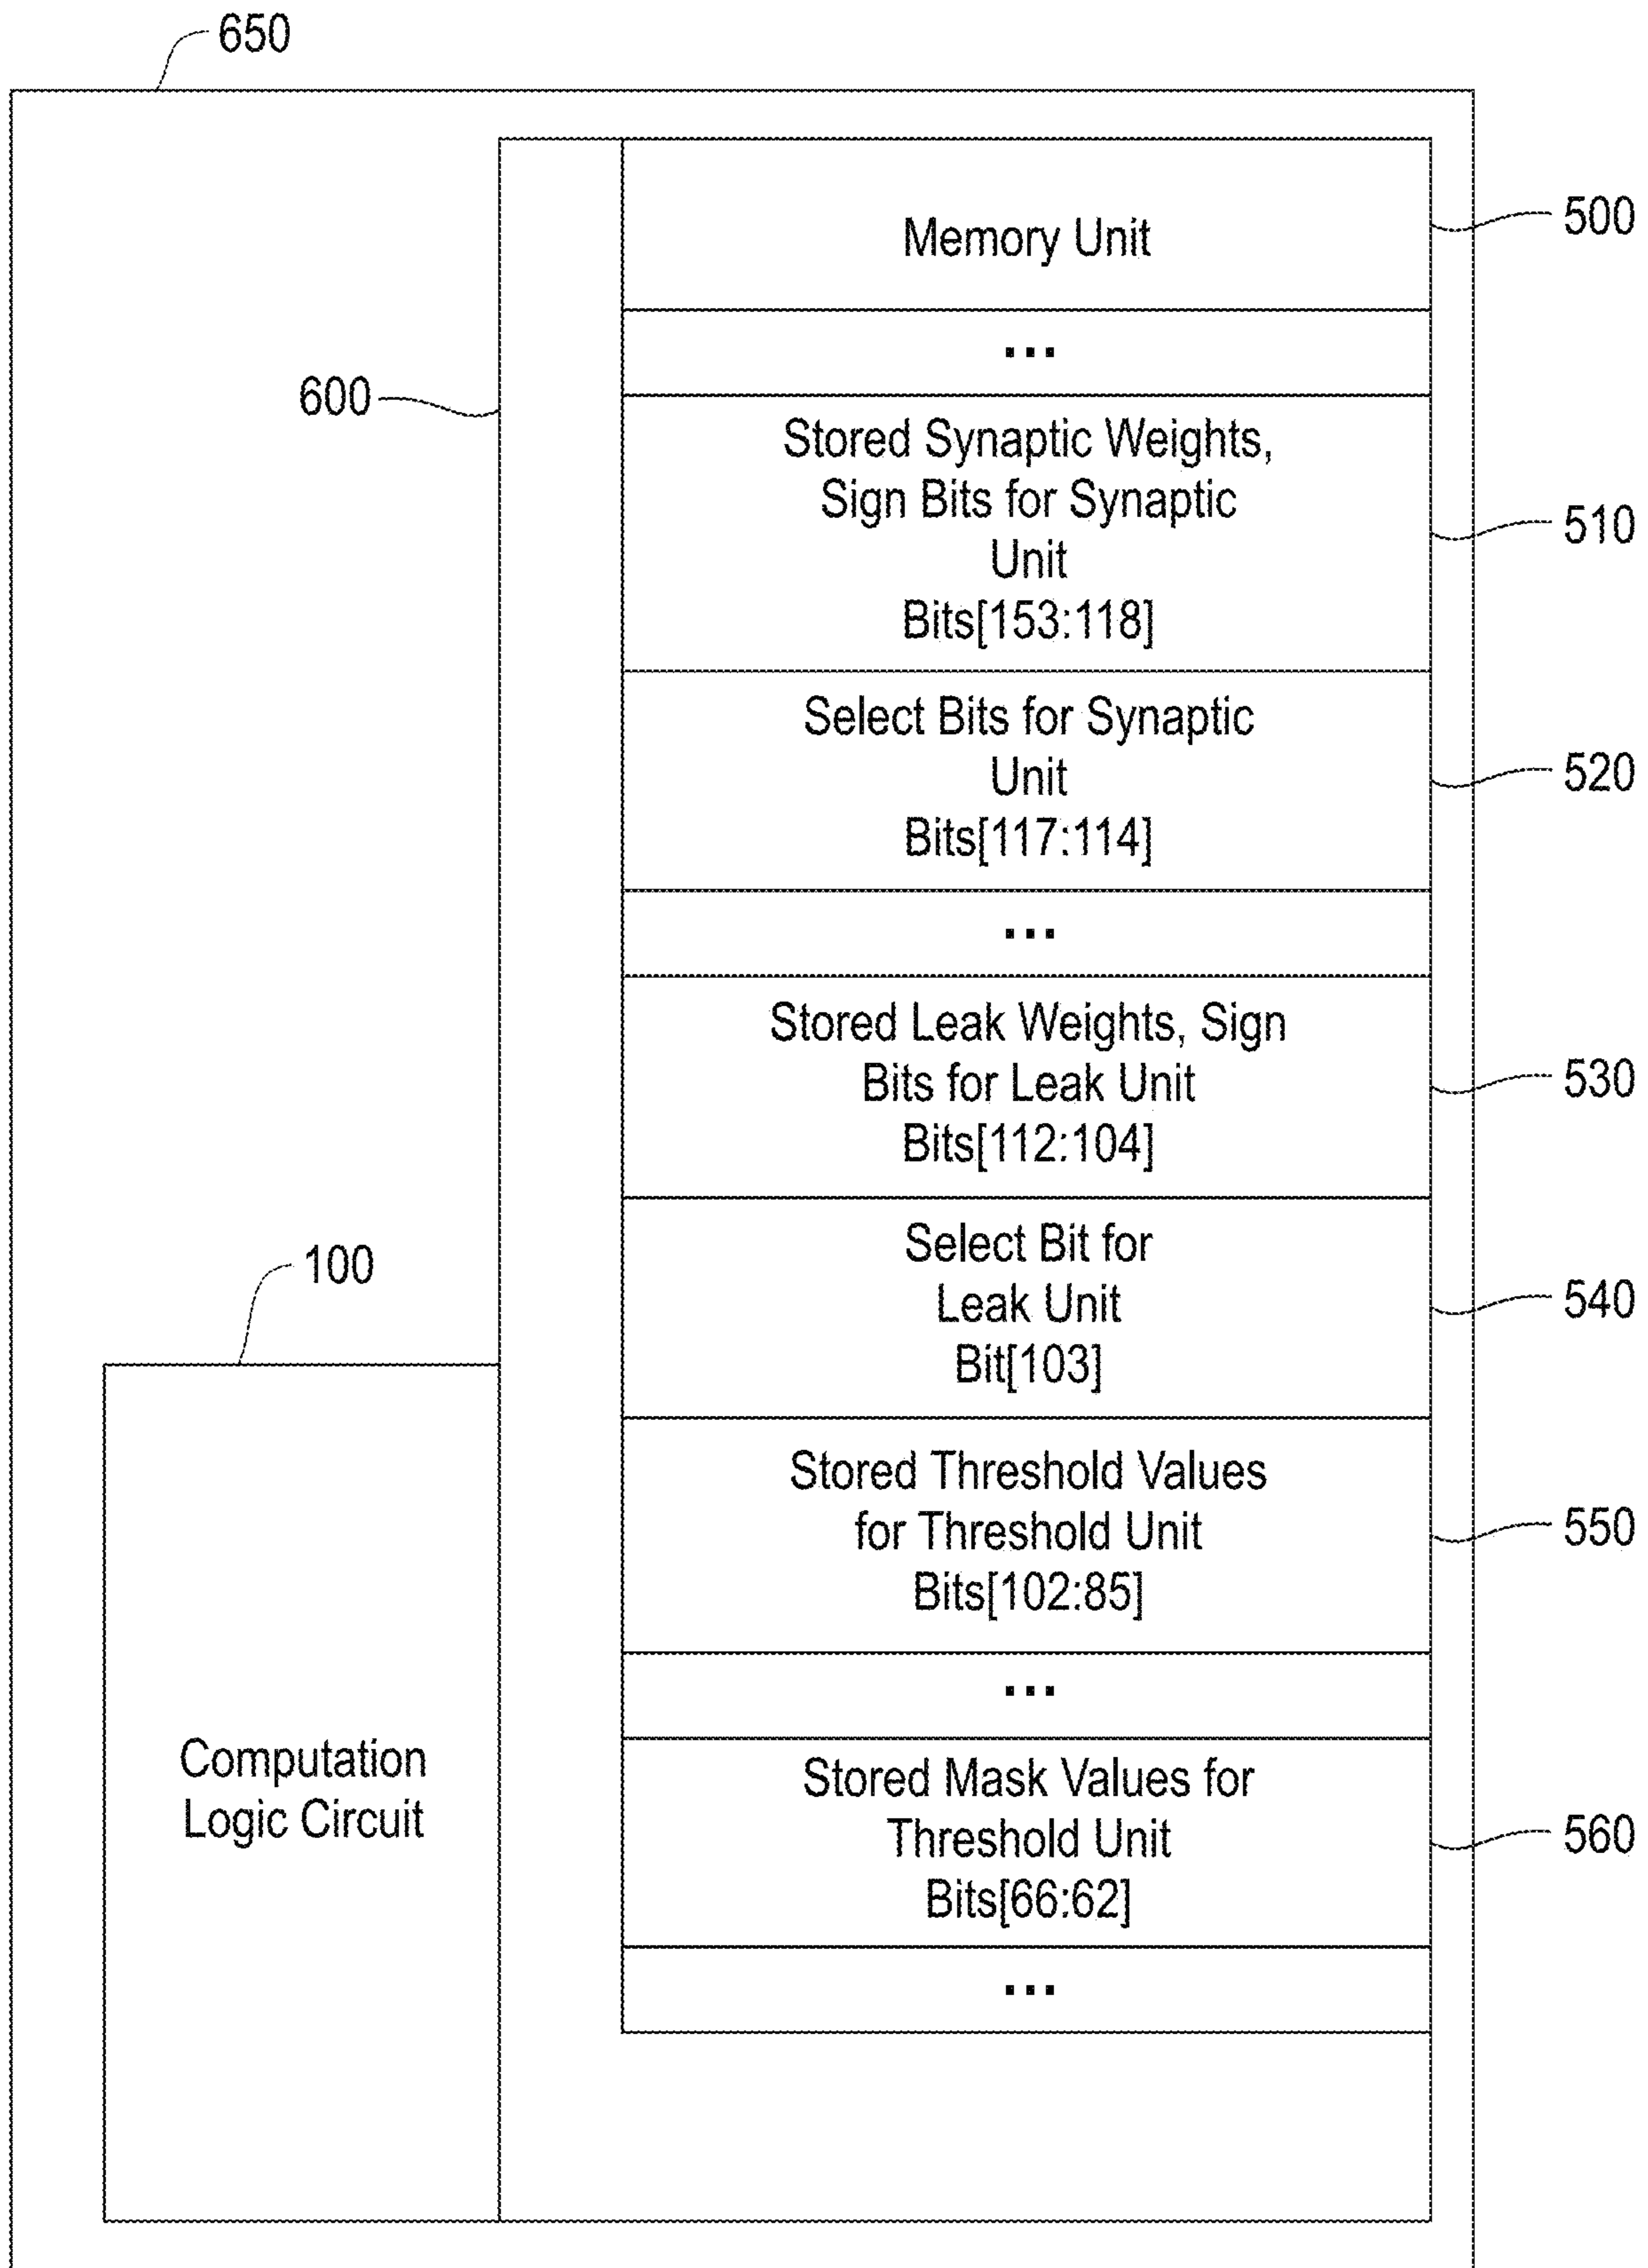 650
Memory Unit
500
...
600
Stored Synaptic Weights,
Sign Bits for Synaptic
Unit
Bits[153:118]
510
Select Bits for Synaptic
Unit
Bits[117:114]
520
...
Stored Leak Weights, Sign
Bits for Leak Unit
Bits[112:104]
530
Select Bit for
Leak Unit
Bit[103]
540
100
Stored Threshold Values
for Threshold Unit
Bits[102:85]
550
...
Computation
Logic Circuit
Stored Mask Values for
Threshold Unit
Bits[66:62]
560
...